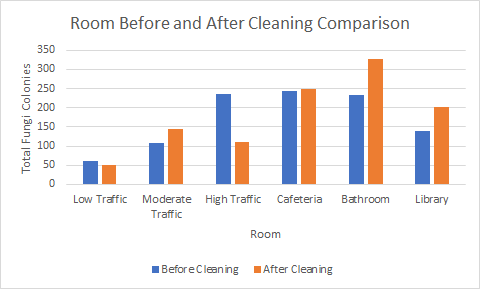 Room Before and After Cleaning Comparison
Total Fungi Colonies
350
300
250
200
150
100
50
0
Low Traffic
Moderate
Traffic
High Traffic
Cafeteria
Bathroom
Library
Room
Before Cleaning
After Cleaning